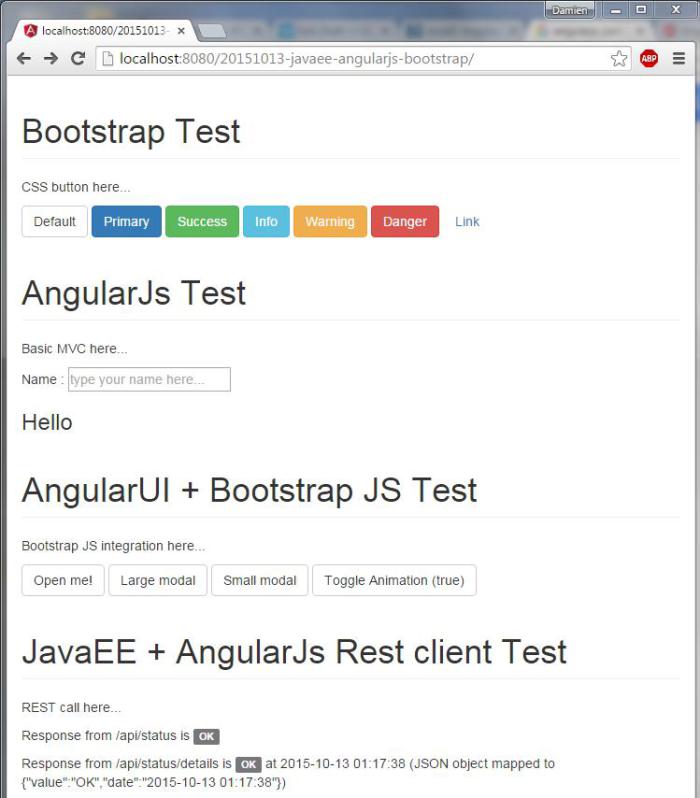 Damien
localhost:8080/20151013-
localhost:8080/20151013-javaee-angularjs-bootstrap/
ABP
Bootstrap Test
CSS button here...
Default Primary Success Info Warning Danger Link
AngularJs Test
Basic MVC here...
Name : type your name here...
Hello
AngularUI + Bootstrap JS Test
Bootstrap JS integration here...
Open me! Large modal Small modal Toggle Animation (true)
JavaEE + AngularJs Rest client Test
REST call here...
Response from /api/status is OK
Response from /api/status/details is OK at 2015-10-13 01:17:38 (JSON object mapped to
{"value":"OK","date":"2015-10-13 01:17:38"})